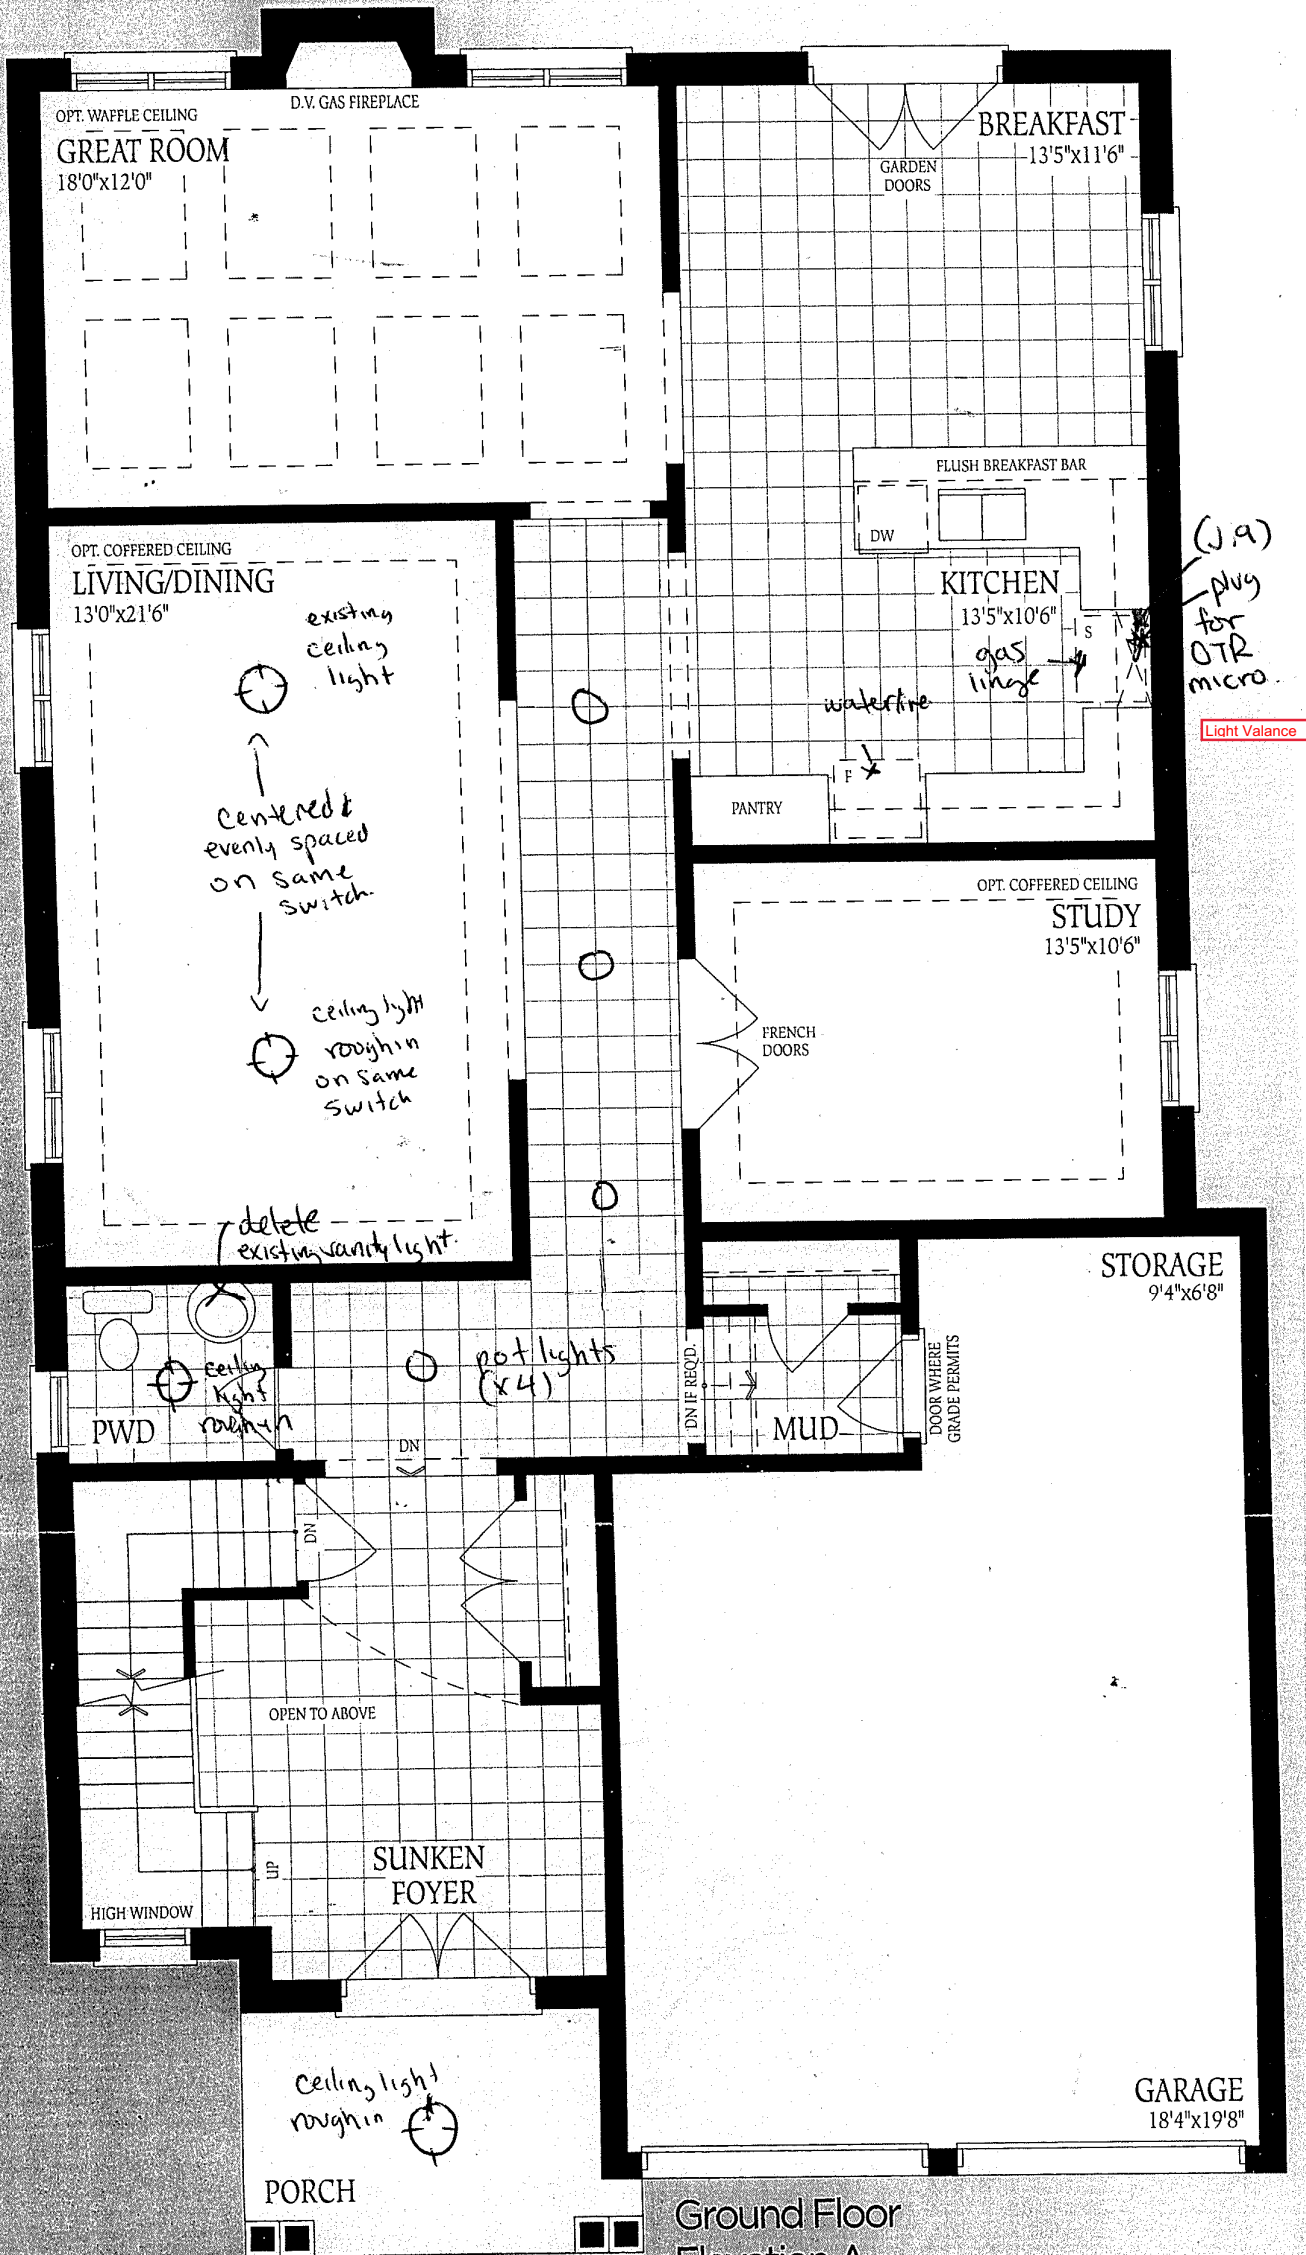 D.V. GAS FIREPLACE
OPT. WAFFLE CEILING
GREAT ROOM
18'0"x12'0"
BREAKFAST
13'5"x11'6"
GARDEN
DOORS
FLUSH BREAKFAST BAR
DW
KITCHEN
13'5"x10'6"
S
gas
waterline
F
PANTRY
(J.9)
plug
for
OTR
micro.
Light Valance
OPT. COFFERED CEILING
LIVING/DINING
13'0"x21'6"
existing
ceiling
light
Centered &
evenly spaced
on same
switch.
ceiling light
roughin
on same
switch
OPT. COFFERED CEILING
STUDY
13'5"x10'6"
FRENCH
DOORS
delete
existing vanity light.
STORAGE
9'4"x6'8"
ceiling
light
roughin
PWD
pot lights
(x4)
DN
DN IF REQ'D.
MUD
DOOR WHERE
GRADE PERMITS
DN
OPEN TO ABOVE
UP
SUNKEN
FOYER
HIGH WINDOW
Ceiling light
roughin
PORCH
GARAGE
18'4"x19'8"
Ground Floor
Elevation A